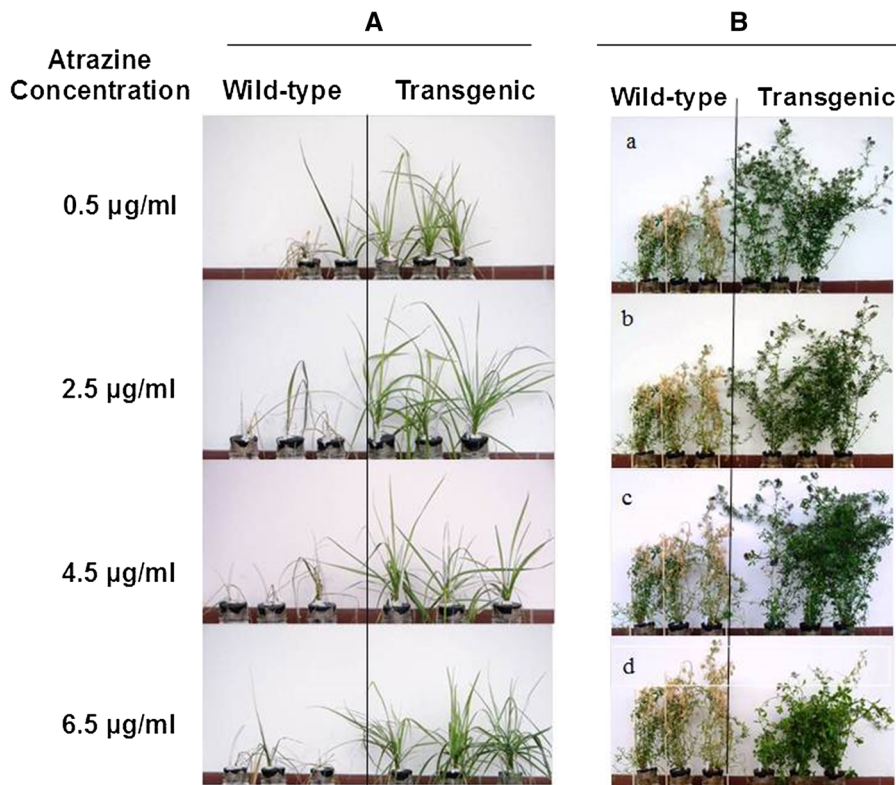 A
B
Atrazine
Concentration
Wild-type
Transgenic
Wild-type
Transgenic
0.5 µg/ml
a
2.5 µg/ml
b
4.5 µg/ml
c
6.5 µg/ml
d